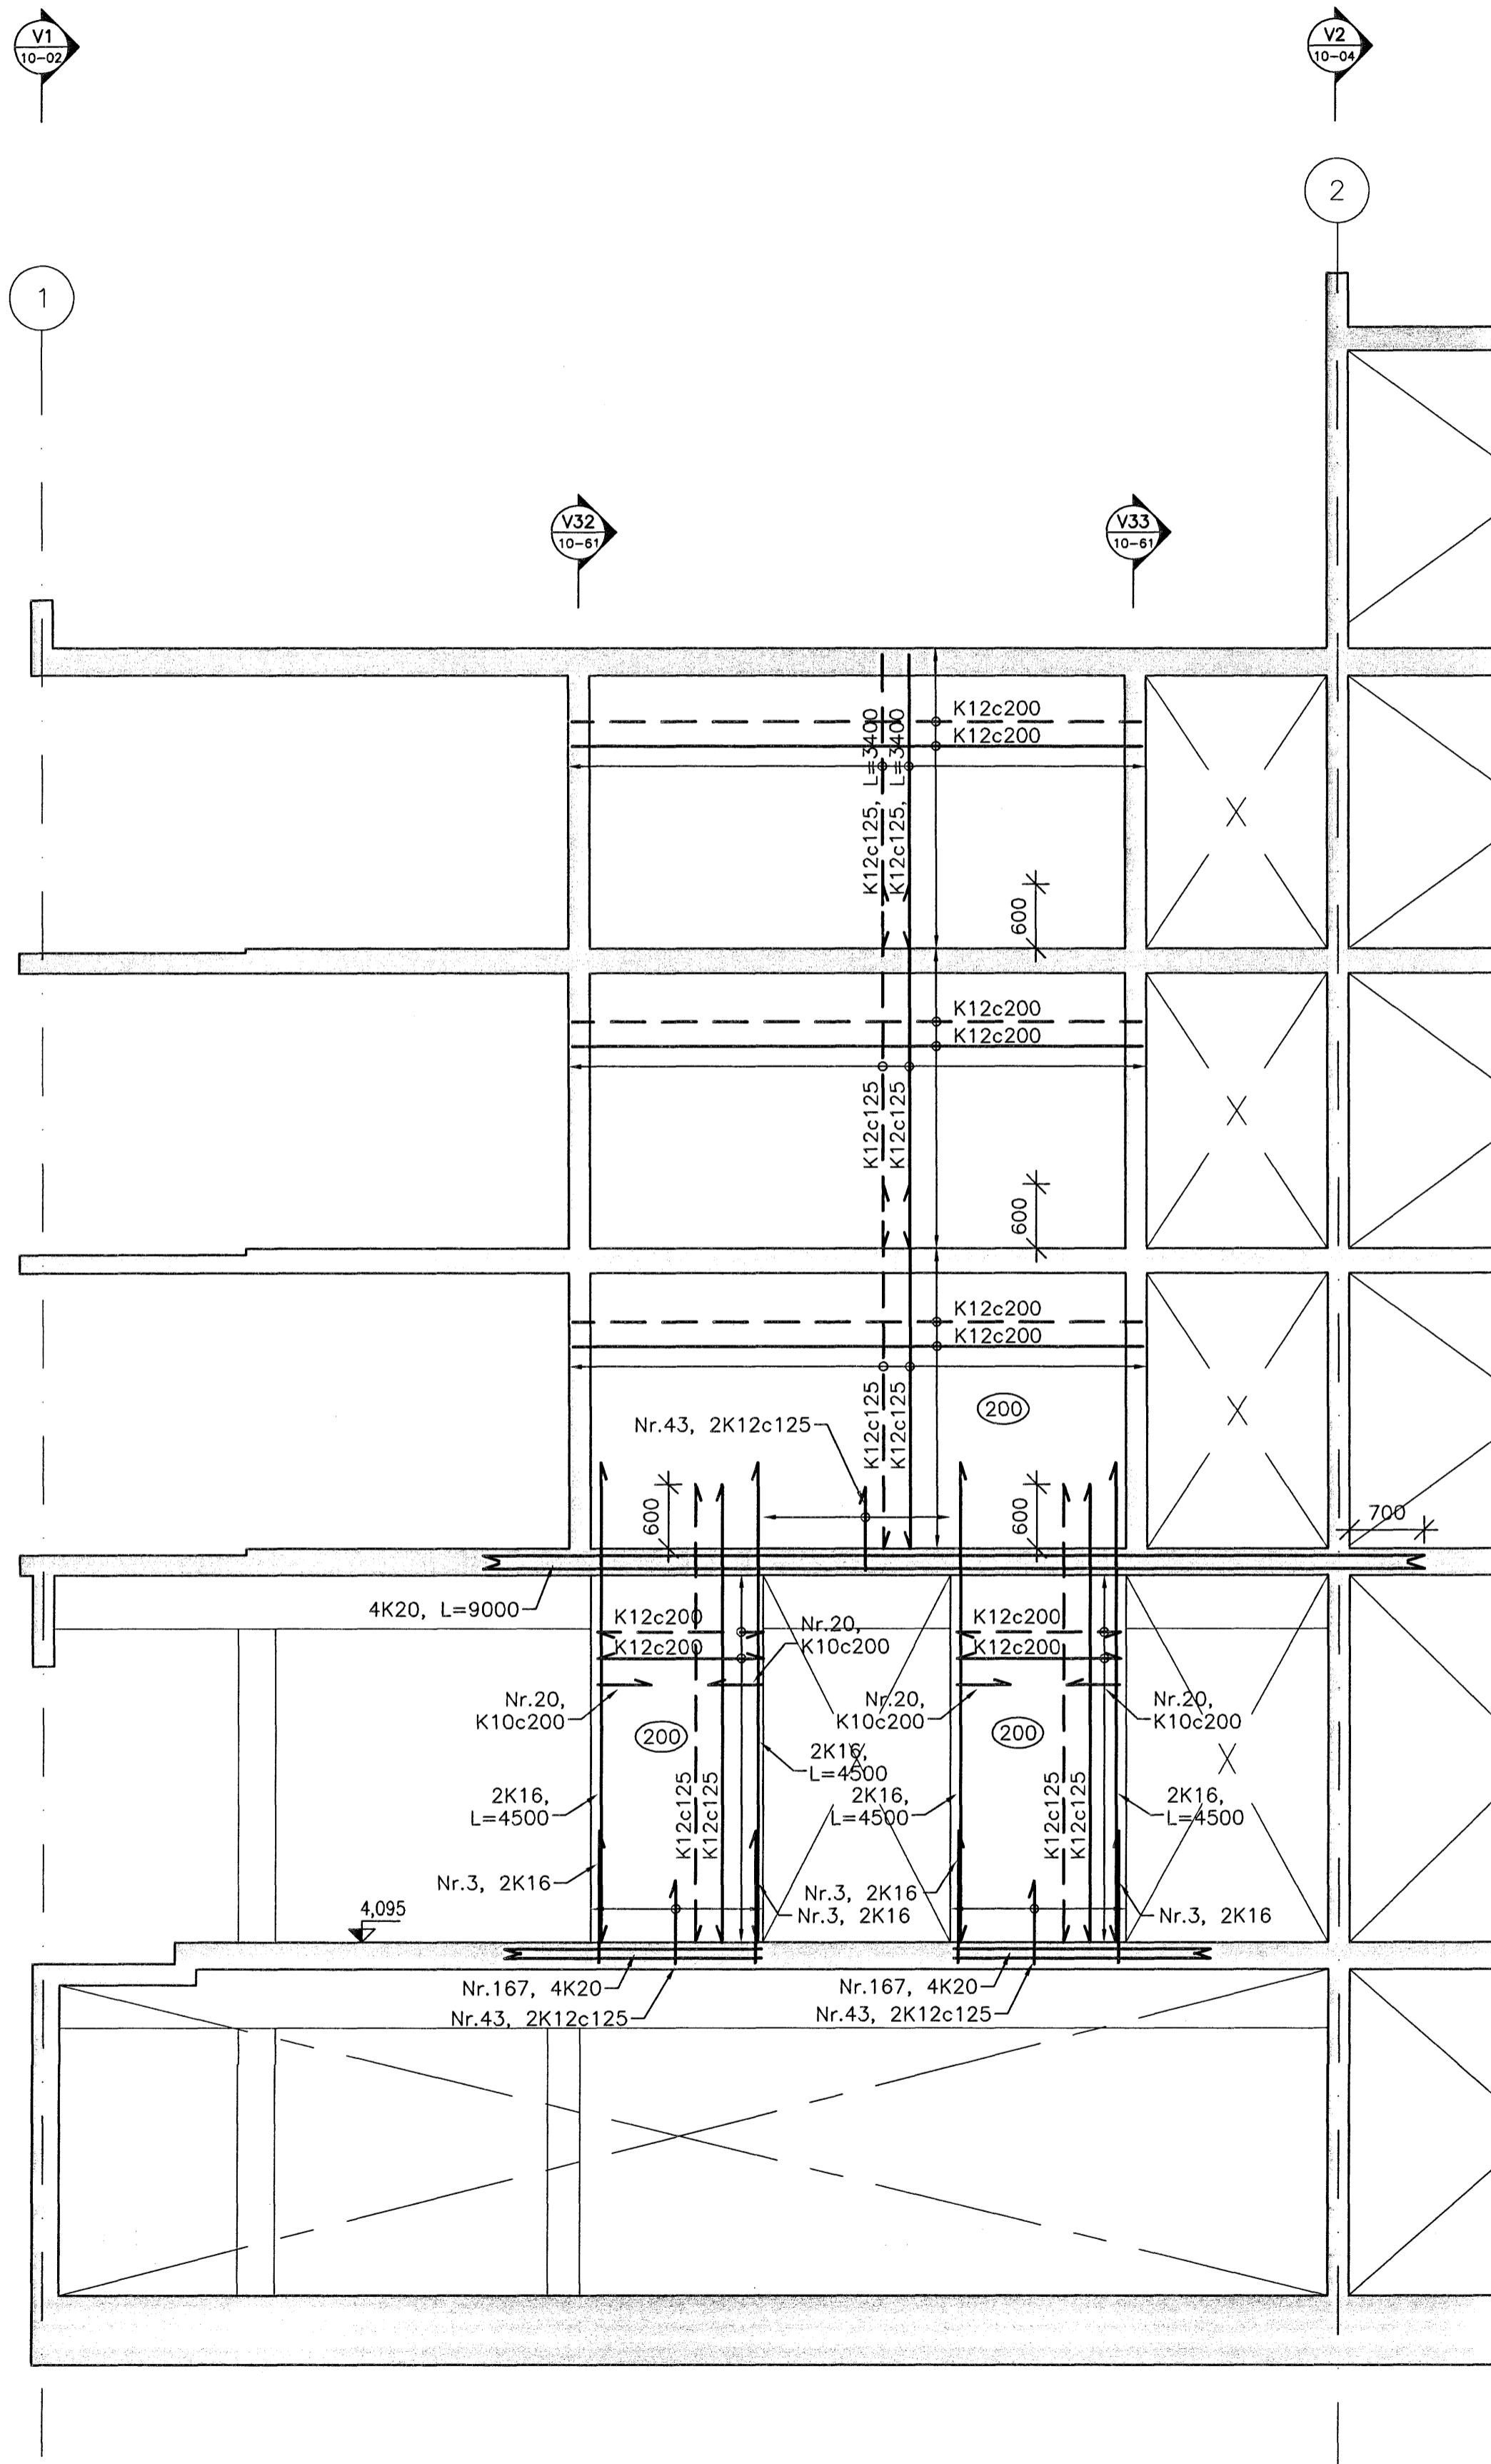 V1
10-02
V2
10-04
2
1
V32
10-61
V33
10-61
K12c200
K12c200
K12c125, L=3400
K12c125, L=3400
600
K12c200
K12c200
K12c125
K12c125
600
K12c200
K12c200
K12c125
K12c125
200
Nr.43, 2K12c125
600
600
700
4K20, L=9000
K12c200
K12c200
Nr.20,
K10c200
K12c200
K12c200
Nr.20,
K10c200
Nr.20,
K10c200
Nr.20,
K10c200
200
200
2K16,
L=4500
2K16,
L=4500
2K16,
L=4500
2K16,
L=4500
K12c125
K12c125
K12c125
K12c125
Nr.3, 2K16
Nr.3, 2K16
Nr.3, 2K16
Nr.3, 2K16
4,095
Nr.167, 4K20
Nr.43, 2K12c125
Nr.167, 4K20
Nr.43, 2K12c125